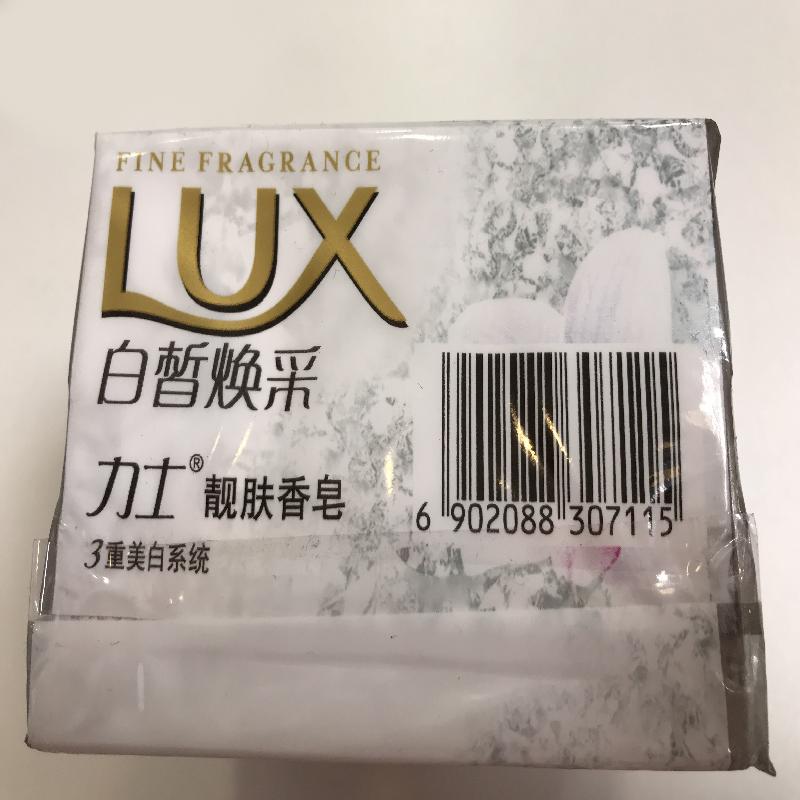 FINE FRAGRANCE
LUX
白皙焕采
力士® 靓肤香皂
3重美白系统
6 902088 307115